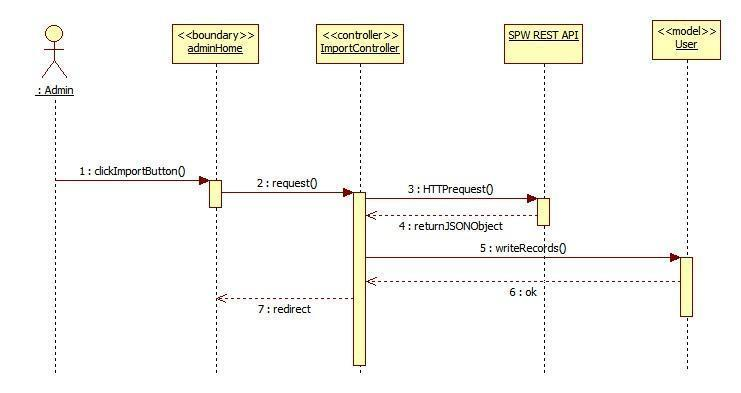 <<boundary>>
adminHome
<<controller>>
ImportController
SPW REST API
<<model>>
User
: Admin
1 : clickImportButton()
2 : request()
3 : HTTPrequest()
4 : returnJSONObject
5 : writeRecords()
6 : ok
7 : redirect